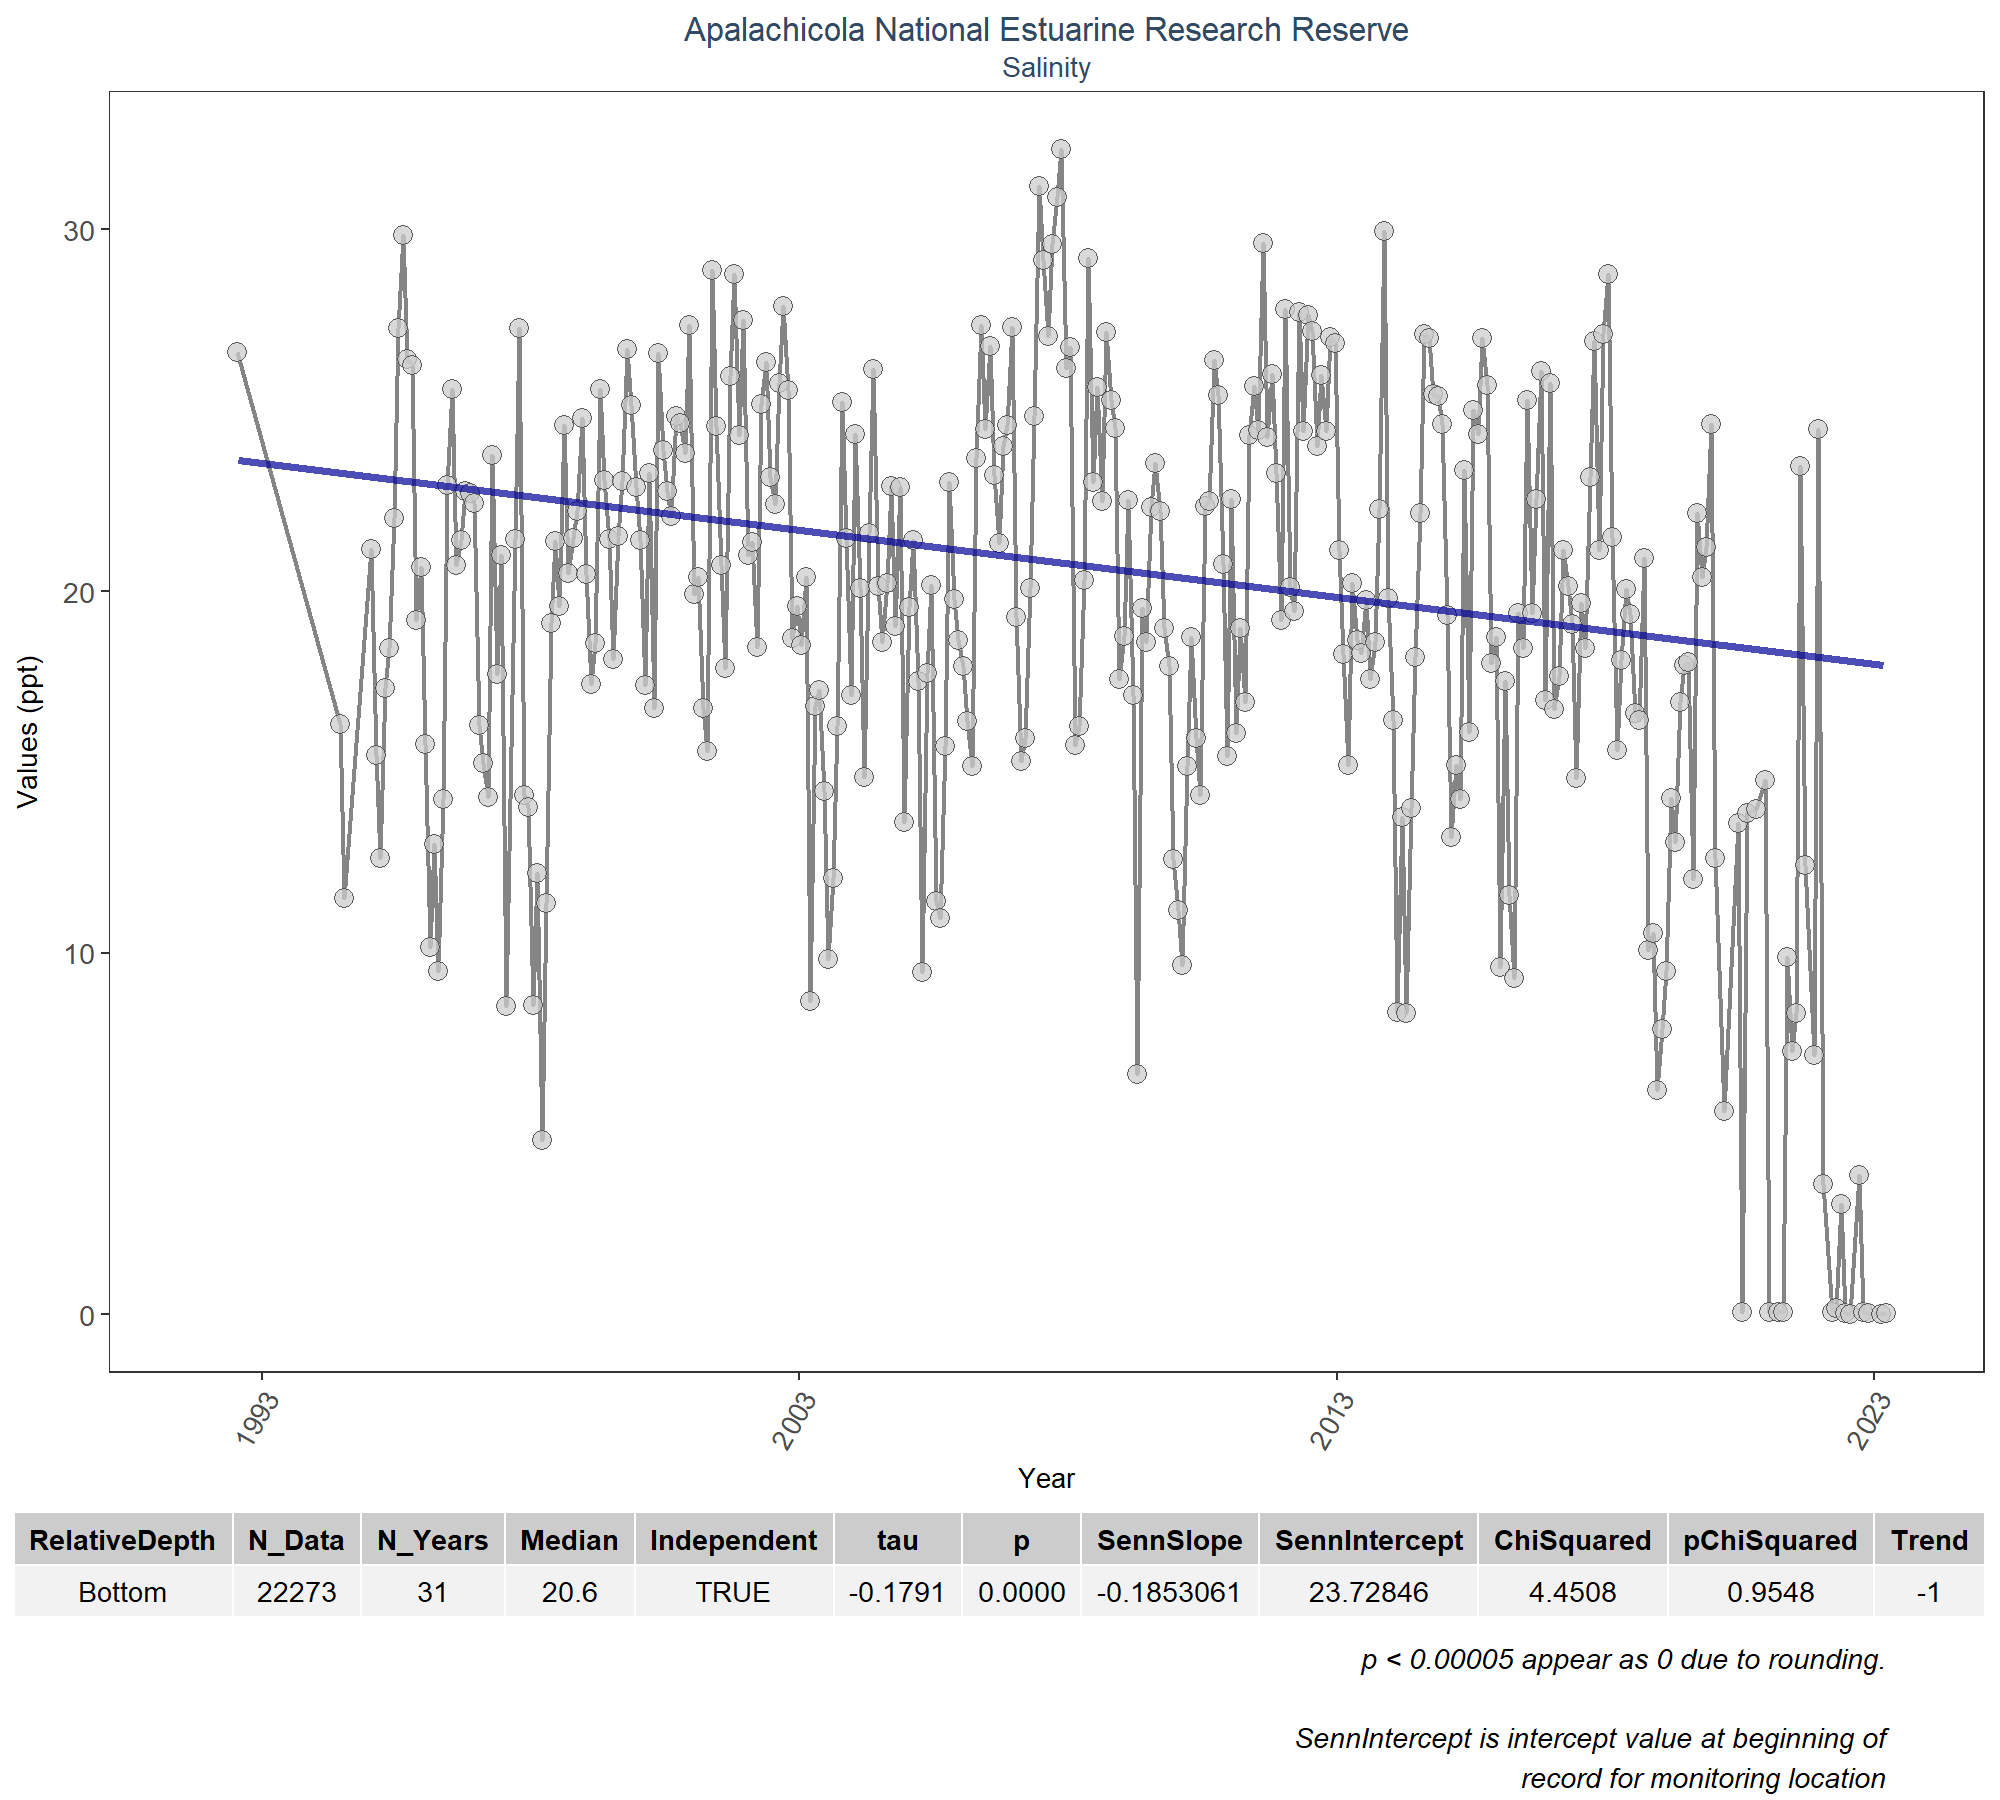 Apalachicola National Estuarine Research Reserve
Salinity
Values (ppt)
30
20
10
0
1993 2003 2013 2023
Year
RelativeDepth N_Data N_Years Median Independent tau p SennSlope SennIntercept ChiSquared pChiSquared Trend
Bottom 22273 31 20.6 TRUE -0.1791 0.0000 -0.1853061 23.72846 4.4508 0.9548 -1
p < 0.00005 appear as 0 due to rounding.
SennIntercept is intercept value at beginning of
record for monitoring location